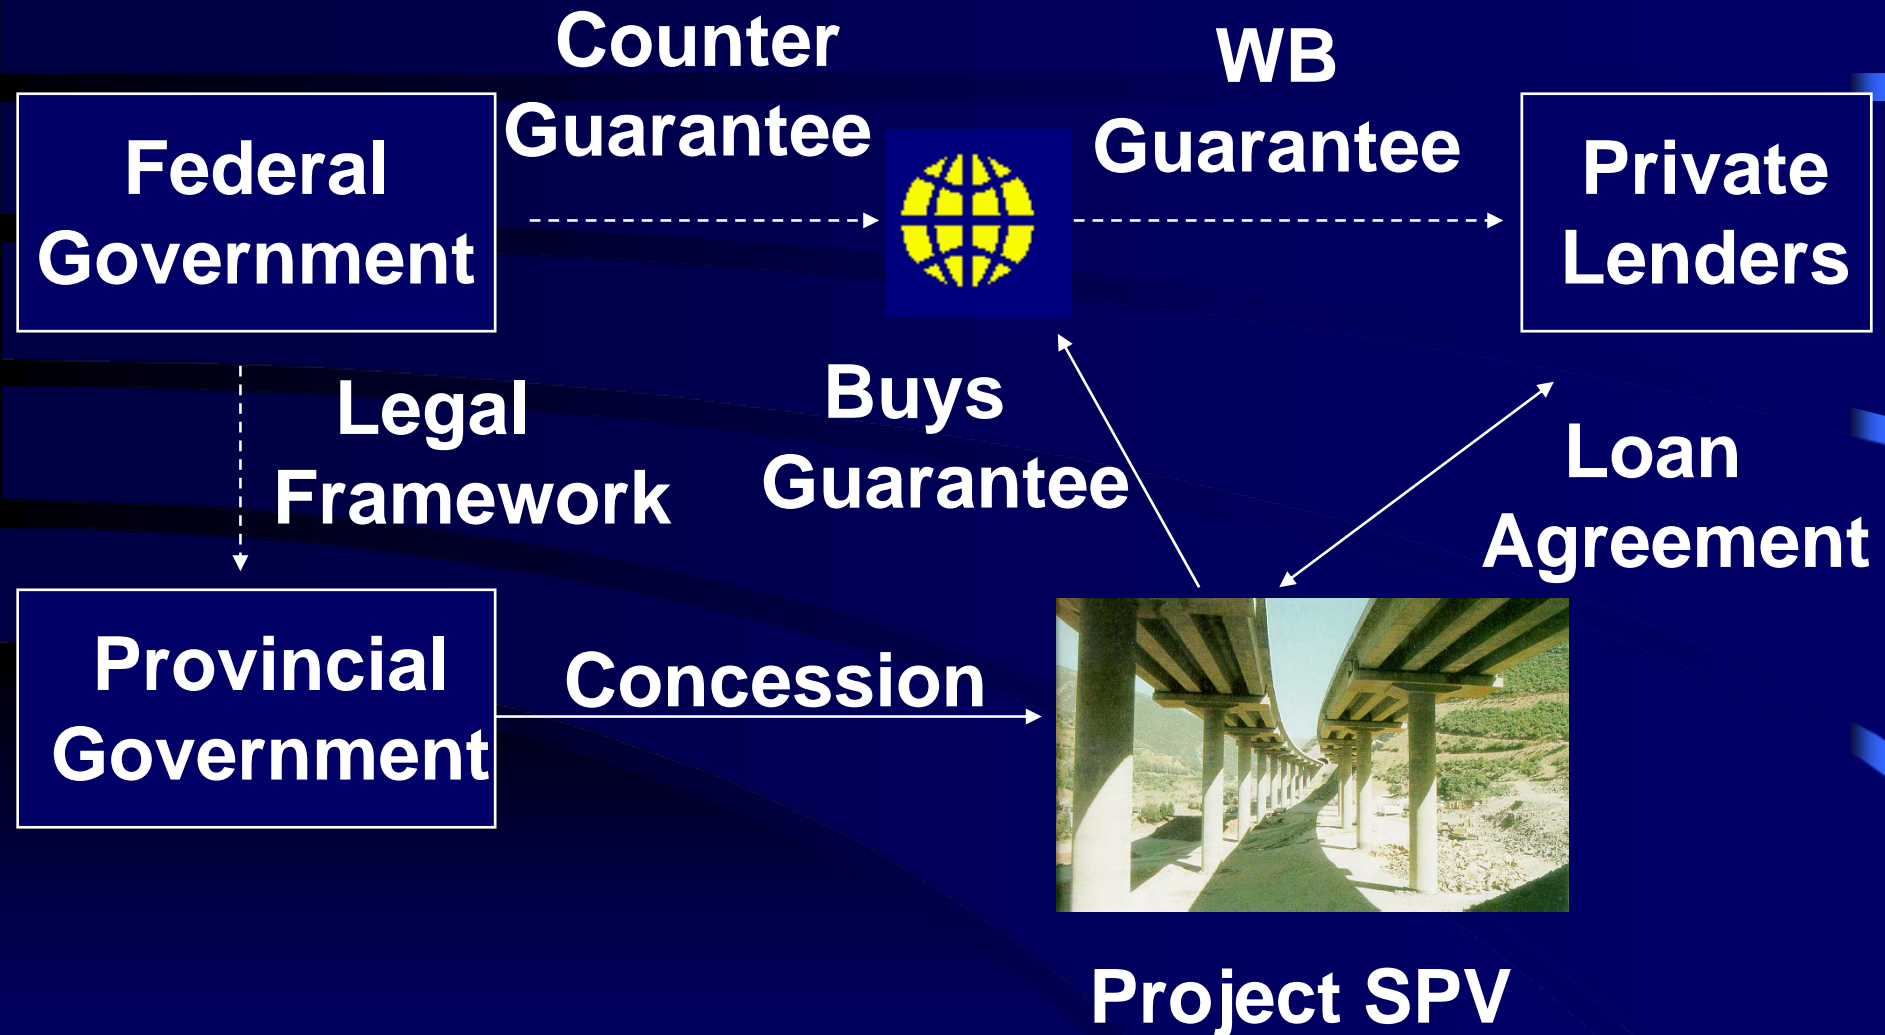 Counter
Guarantee
WB
Guarantee
Federal
Government
Private
Lenders
Legal
Framework
Buys
Guarantee
Loan
Agreement
Provincial
Government
Concession
Project SPV